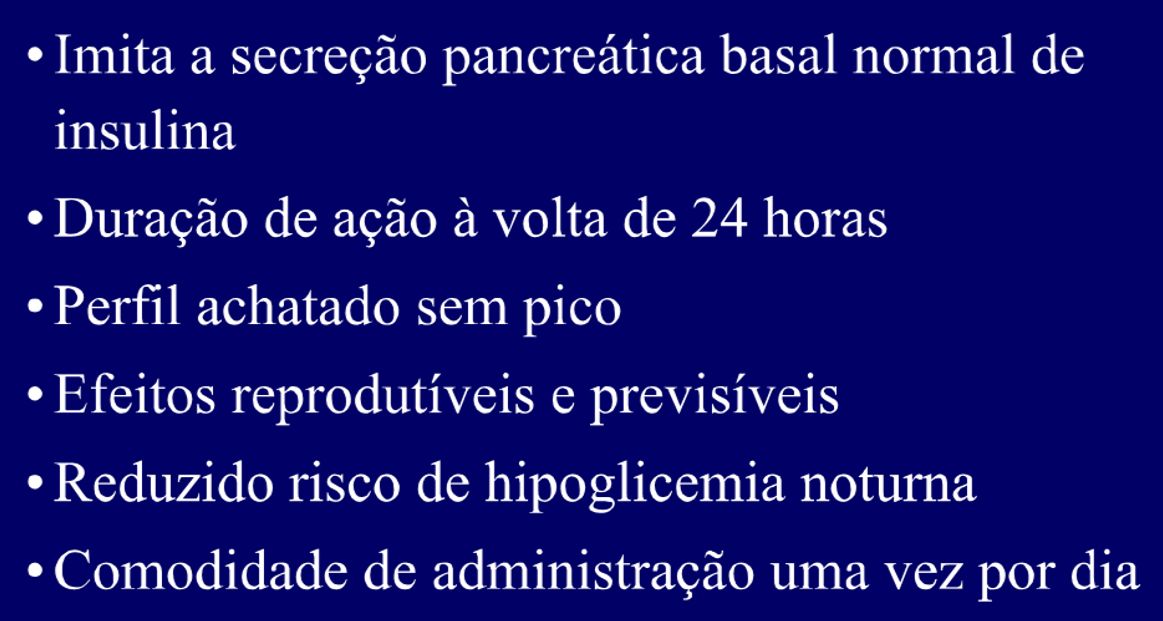 • Imita a secreção pancreática basal normal de
insulina
• Duração de ação à volta de 24 horas
• Perfil achatado sem pico
• Efeitos reprodutíveis e previsíveis
• Reduzido risco de hipoglicemia noturna
• Comodidade de administração uma vez por dia